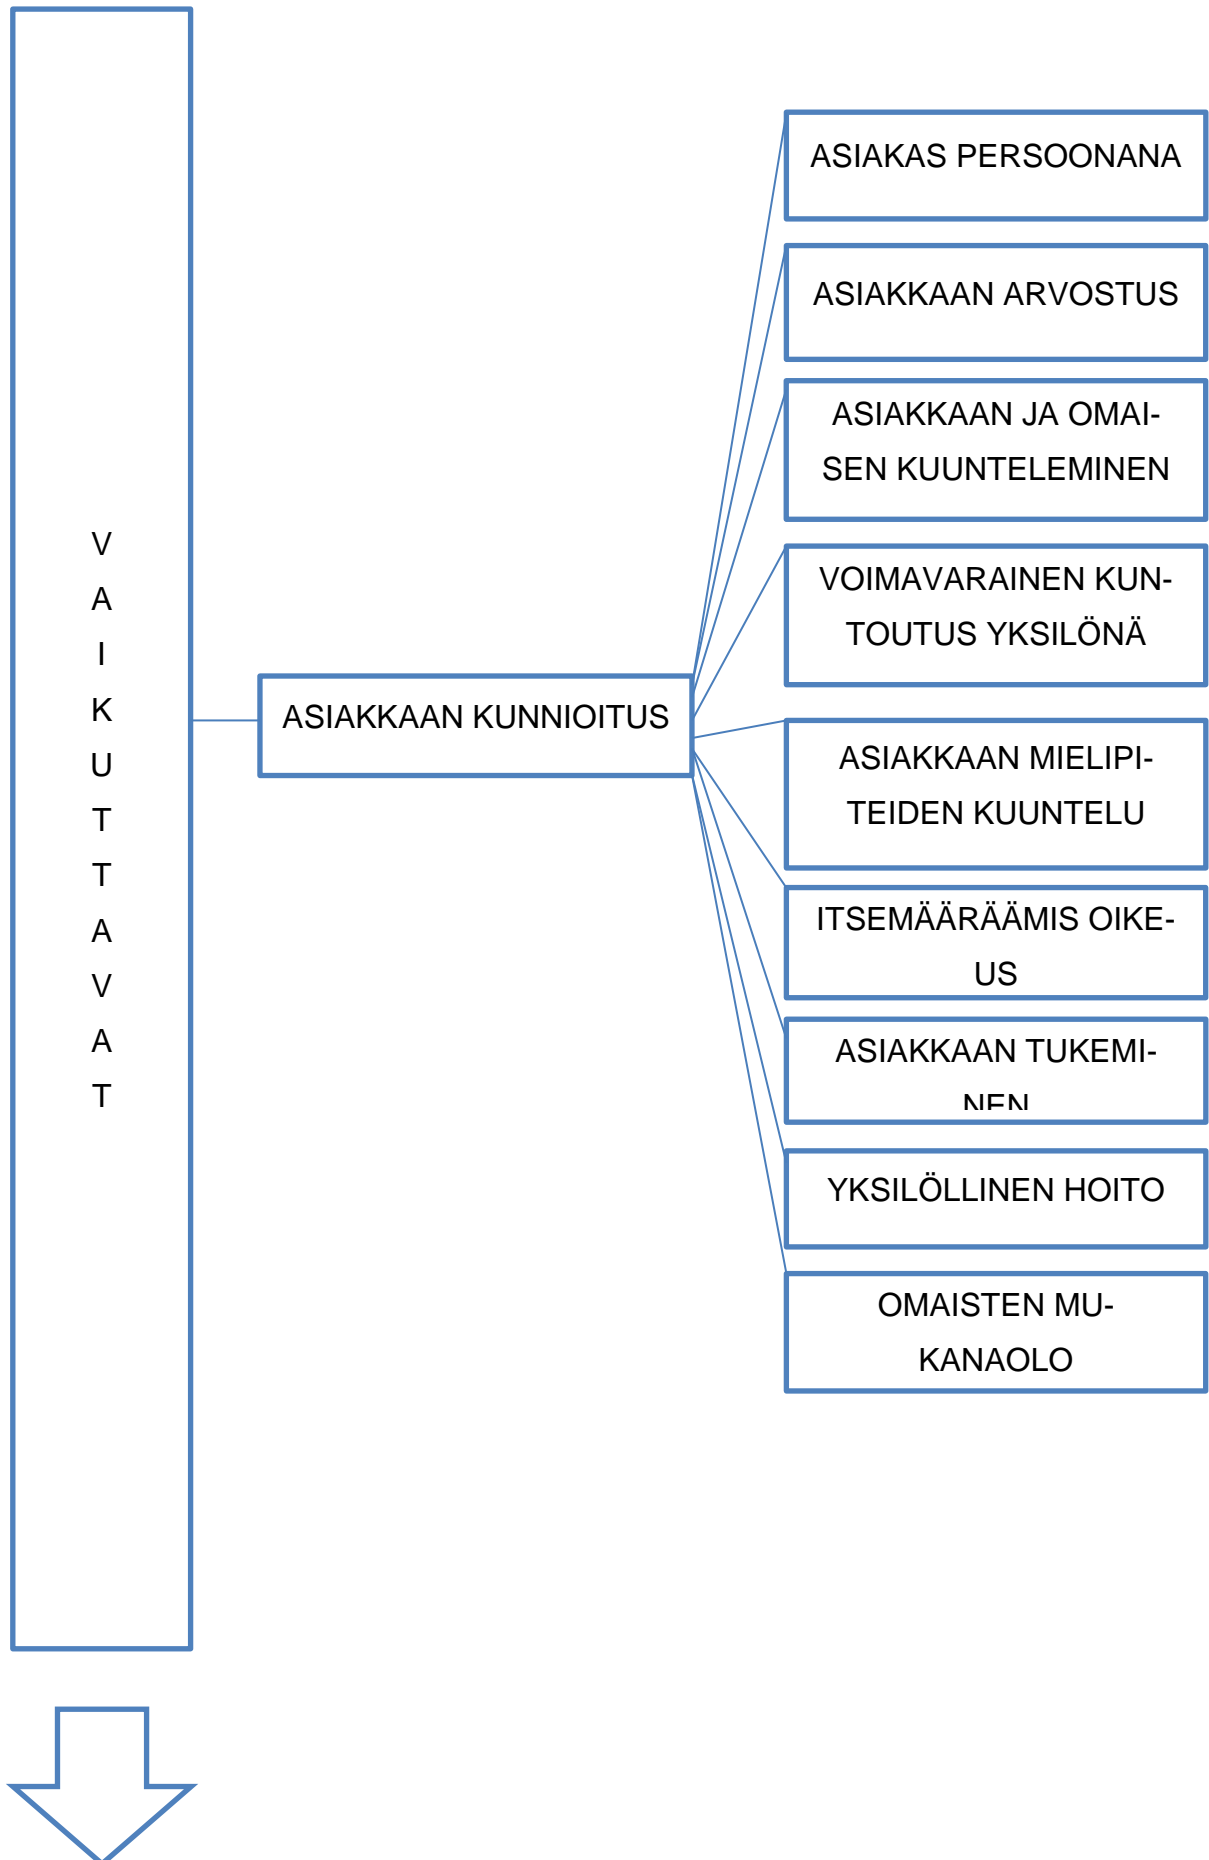 V
A
I
K
U
T
T
A
V
A
T
ASIAKKAAN KUNNIOITUS
ASIAKAS PERSOONANA
ASIAKKAAN ARVOSTUS
ASIAKKAAN JA OMAI-
SEN KUUNTELEMINEN
VOIMAVARAINEN KUN-
TOUTUS YKSILÖNÄ
ASIAKKAAN MIELIPI-
TEIDEN KUUNTELU
ITSEMÄÄRÄÄMIS OIKE-
US
ASIAKKAAN TUKEMI-
NEN
YKSILÖLLINEN HOITO
OMAISTEN MU-
KANAOLO